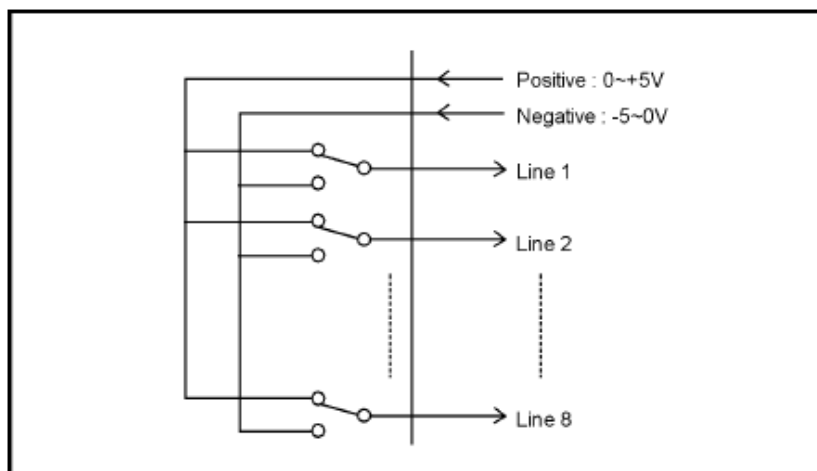 Positive : 0~+5V
Negative : -5~0V
Line 1
Line 2
Line 8